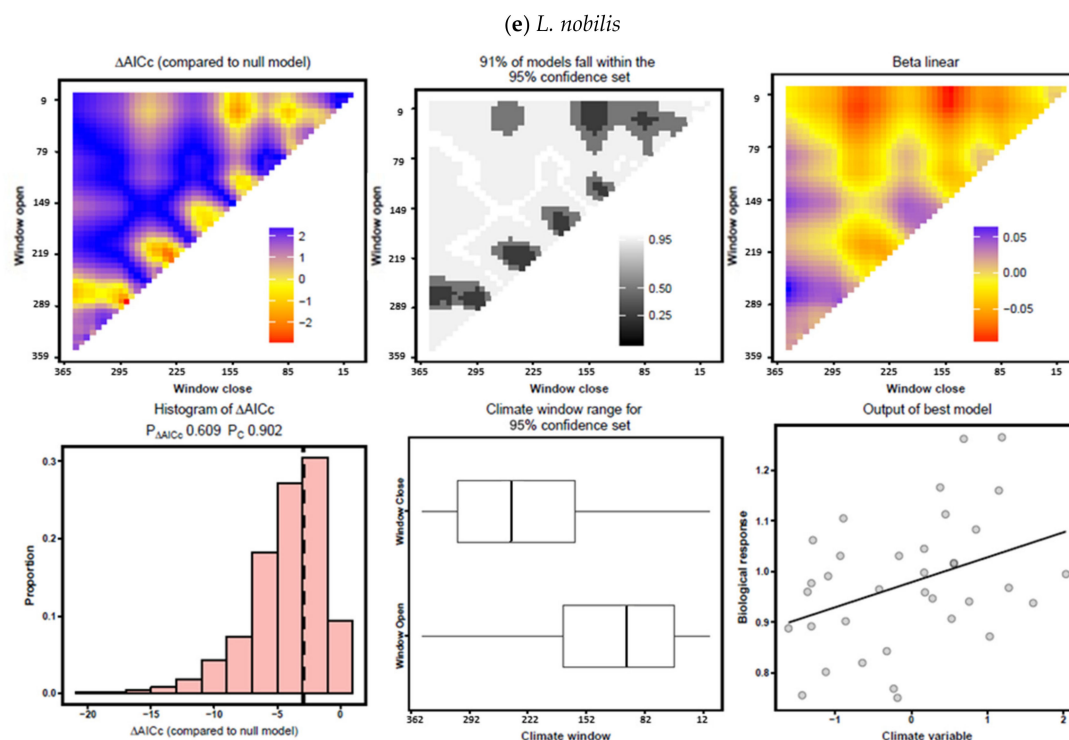 (e) L. nobilis
ΔAICc (compared to null model)
9
79
149
219
289
359
Window open
2
1
0
−1
−2
365 295 225 155 85 15
Window close
91% of models fall within the
95% confidence set
9
79
149
219
289
359
Window open
0.95
0.50
0.25
365 295 225 155 85 15
Window close
Beta linear
9
79
149
219
289
359
Window open
0.05
0.00
−0.05
365 295 225 155 85 15
Window close
Histogram of ΔAICc
PΔAICc 0.609 PC 0.902
0.3
0.2
0.1
0.0
Proportion
−20 −15 −10 −5 0
ΔAICc (compared to null model)
Climate window range for
95% confidence set
Window Close
Window Open
362 292 222 152 82 12
Climate window
Output of best model
1.2
1.1
1.0
0.9
0.8
Biological response
−1 0 1 2
Climate variable